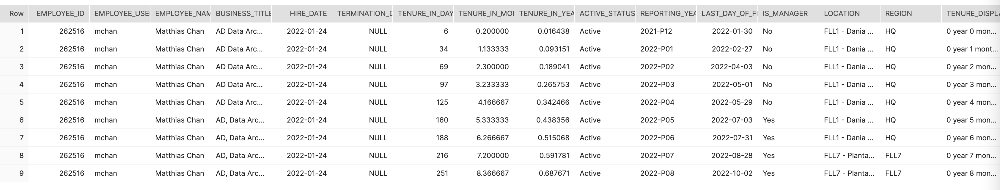 Row EMPLOYEE_ID EMPLOYEE_USE EMPLOYEE_NAM BUSINESS_TITLE HIRE_DATE TERMINATION_D TENURE_IN_DAY TENURE_IN_MO TENURE_IN_YEA ACTIVE_STATUS REPORTING_YEA LAST_DAY_OF_FI IS_MANAGER LOCATION REGION TENURE_DISPLA
1 262516 mchan Matthias Chan AD Data Arc... 2022-01-24 NULL 6 0.200000 0.016438 Active 2021-P12 2022-01-30 No FLL1 - Dania ... HQ 0 year 0 mon...
2 262516 mchan Matthias Chan AD Data Arc... 2022-01-24 NULL 34 1.133333 0.093151 Active 2022-P01 2022-02-27 No FLL1 - Dania ... HQ 0 year 1 mont...
3 262516 mchan Matthias Chan AD Data Arc... 2022-01-24 NULL 69 2.300000 0.189041 Active 2022-P02 2022-04-03 No FLL1 - Dania ... HQ 0 year 2 mon...
4 262516 mchan Matthias Chan AD Data Arc... 2022-01-24 NULL 97 3.233333 0.265753 Active 2022-P03 2022-05-01 No FLL1 - Dania ... HQ 0 year 3 mon...
5 262516 mchan Matthias Chan AD Data Arc... 2022-01-24 NULL 125 4.166667 0.342466 Active 2022-P04 2022-05-29 No FLL1 - Dania ... HQ 0 year 4 mon...
6 262516 mchan Matthias Chan AD, Data Arc... 2022-01-24 NULL 160 5.333333 0.438356 Active 2022-P05 2022-07-03 Yes FLL1 - Dania ... HQ 0 year 5 mon...
7 262516 mchan Matthias Chan AD, Data Arc... 2022-01-24 NULL 188 6.266667 0.515068 Active 2022-P06 2022-07-31 Yes FLL1 - Dania ... HQ 0 year 6 mon...
8 262516 mchan Matthias Chan AD, Data Arc... 2022-01-24 NULL 216 7.200000 0.591781 Active 2022-P07 2022-08-28 Yes FLL7 - Planta... FLL7 0 year 7 mon...
9 262516 mchan Matthias Chan AD, Data Arc... 2022-01-24 NULL 251 8.366667 0.687671 Active 2022-P08 2022-10-02 Yes FLL7 - Planta... FLL7 0 year 8 mon...